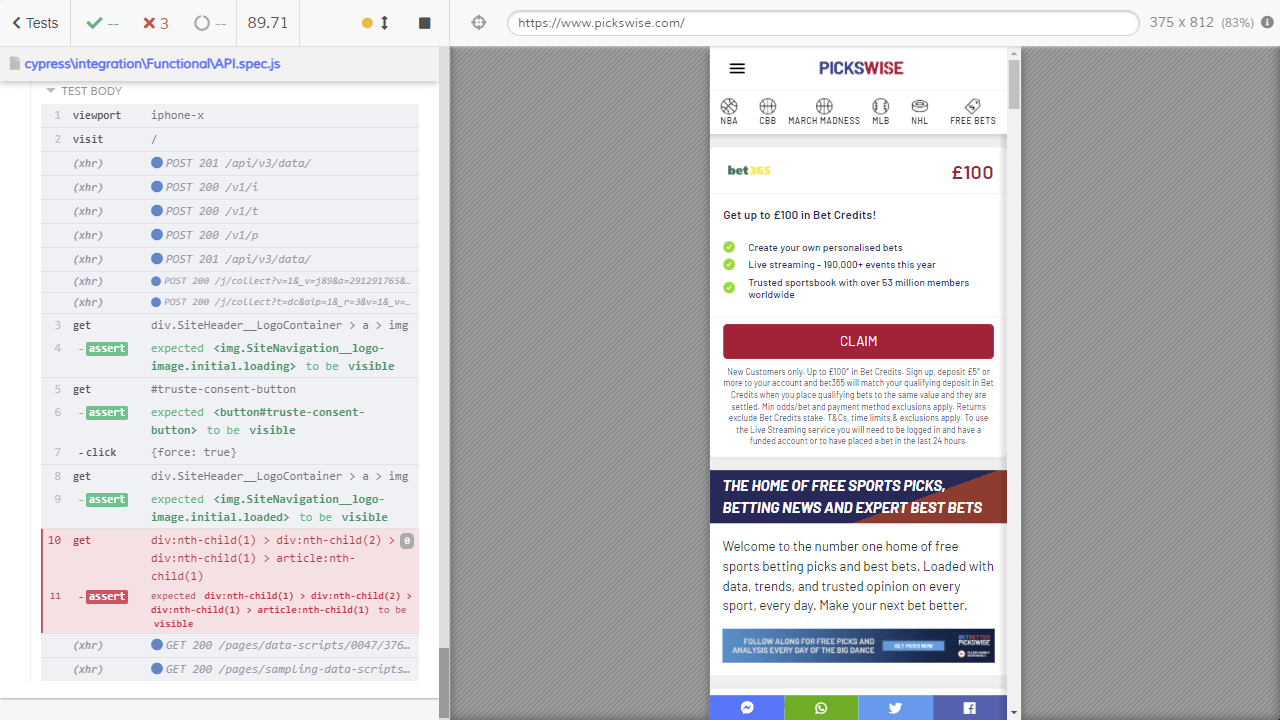 Tests
--
3
--
89.71
https://www.pickswise.com/
375 x 812 (83%)
cypress\integration\Functional\API.spec.js
TEST BODY
1 viewport iphone-x
2 visit /
(xhr) POST 201 /api/v3/data/
(xhr) POST 200 /v1/i
(xhr) POST 200 /v1/t
(xhr) POST 200 /v1/p
(xhr) POST 201 /api/v3/data/
(xhr) POST 200 /j/collect?v=1&_v=j89&a=291291765&…
(xhr) POST 200 /j/collect?t=dc&aip=1&_r=3&v=1&_v=…
3 get div.SiteHeader__LogoContainer > a > img
4 - assert expected <img.SiteNavigation__logo-
image.initial.loading> to be visible
5 get #truste-consent-button
6 - assert expected <button#truste-consent-
button> to be visible
7 - click {force: true}
8 get div.SiteHeader__LogoContainer > a > img
9 - assert expected <img.SiteNavigation__logo-
image.initial.loaded> to be visible
10 get div:nth-child(1) > div:nth-child(2) > 0
div:nth-child(1) > article:nth-
child(1)
11 - assert expected div:nth-child(1) > div:nth-child(2) >
div:nth-child(1) > article:nth-child(1) to be
visible
(xhr) GET 200 /pages/scripts/0047/376…
(xhr) GET 200 /pages/sampling-data-scripts…
PICKSWISE
NBA CBB MARCH MADNESS MLB NHL FREE BETS
bet365 £100
Get up to £100 in Bet Credits!
Create your own personalised bets
Live streaming - 190,000+ events this year
Trusted sportsbook with over 53 million members
worldwide
CLAIM
New Customers only. Up to £100* in Bet Credits. Sign up, deposit £5* or
more to your account and bet365 will match your qualifying deposit in Bet
Credits when you place qualifying bets to the same value and they are
settled. Min odds/bet and payment method exclusions apply. Returns
exclude Bet Credits stake. T&Cs, time limits & exclusions apply. To use
the Live Streaming service you will need to be logged in and have a
funded account or to have placed a bet in the last 24 hours.
THE HOME OF FREE SPORTS PICKS,
BETTING NEWS AND EXPERT BEST BETS
Welcome to the number one home of free
sports betting picks and best bets. Loaded with
data, trends, and trusted opinion on every
sport, every day. Make your next bet better.
FOLLOW ALONG FOR FREE PICKS AND
ANALYSIS EVERY DAY OF THE BIG DANCE
BET PICKS NOW
BETBETTER
PICKSWISE